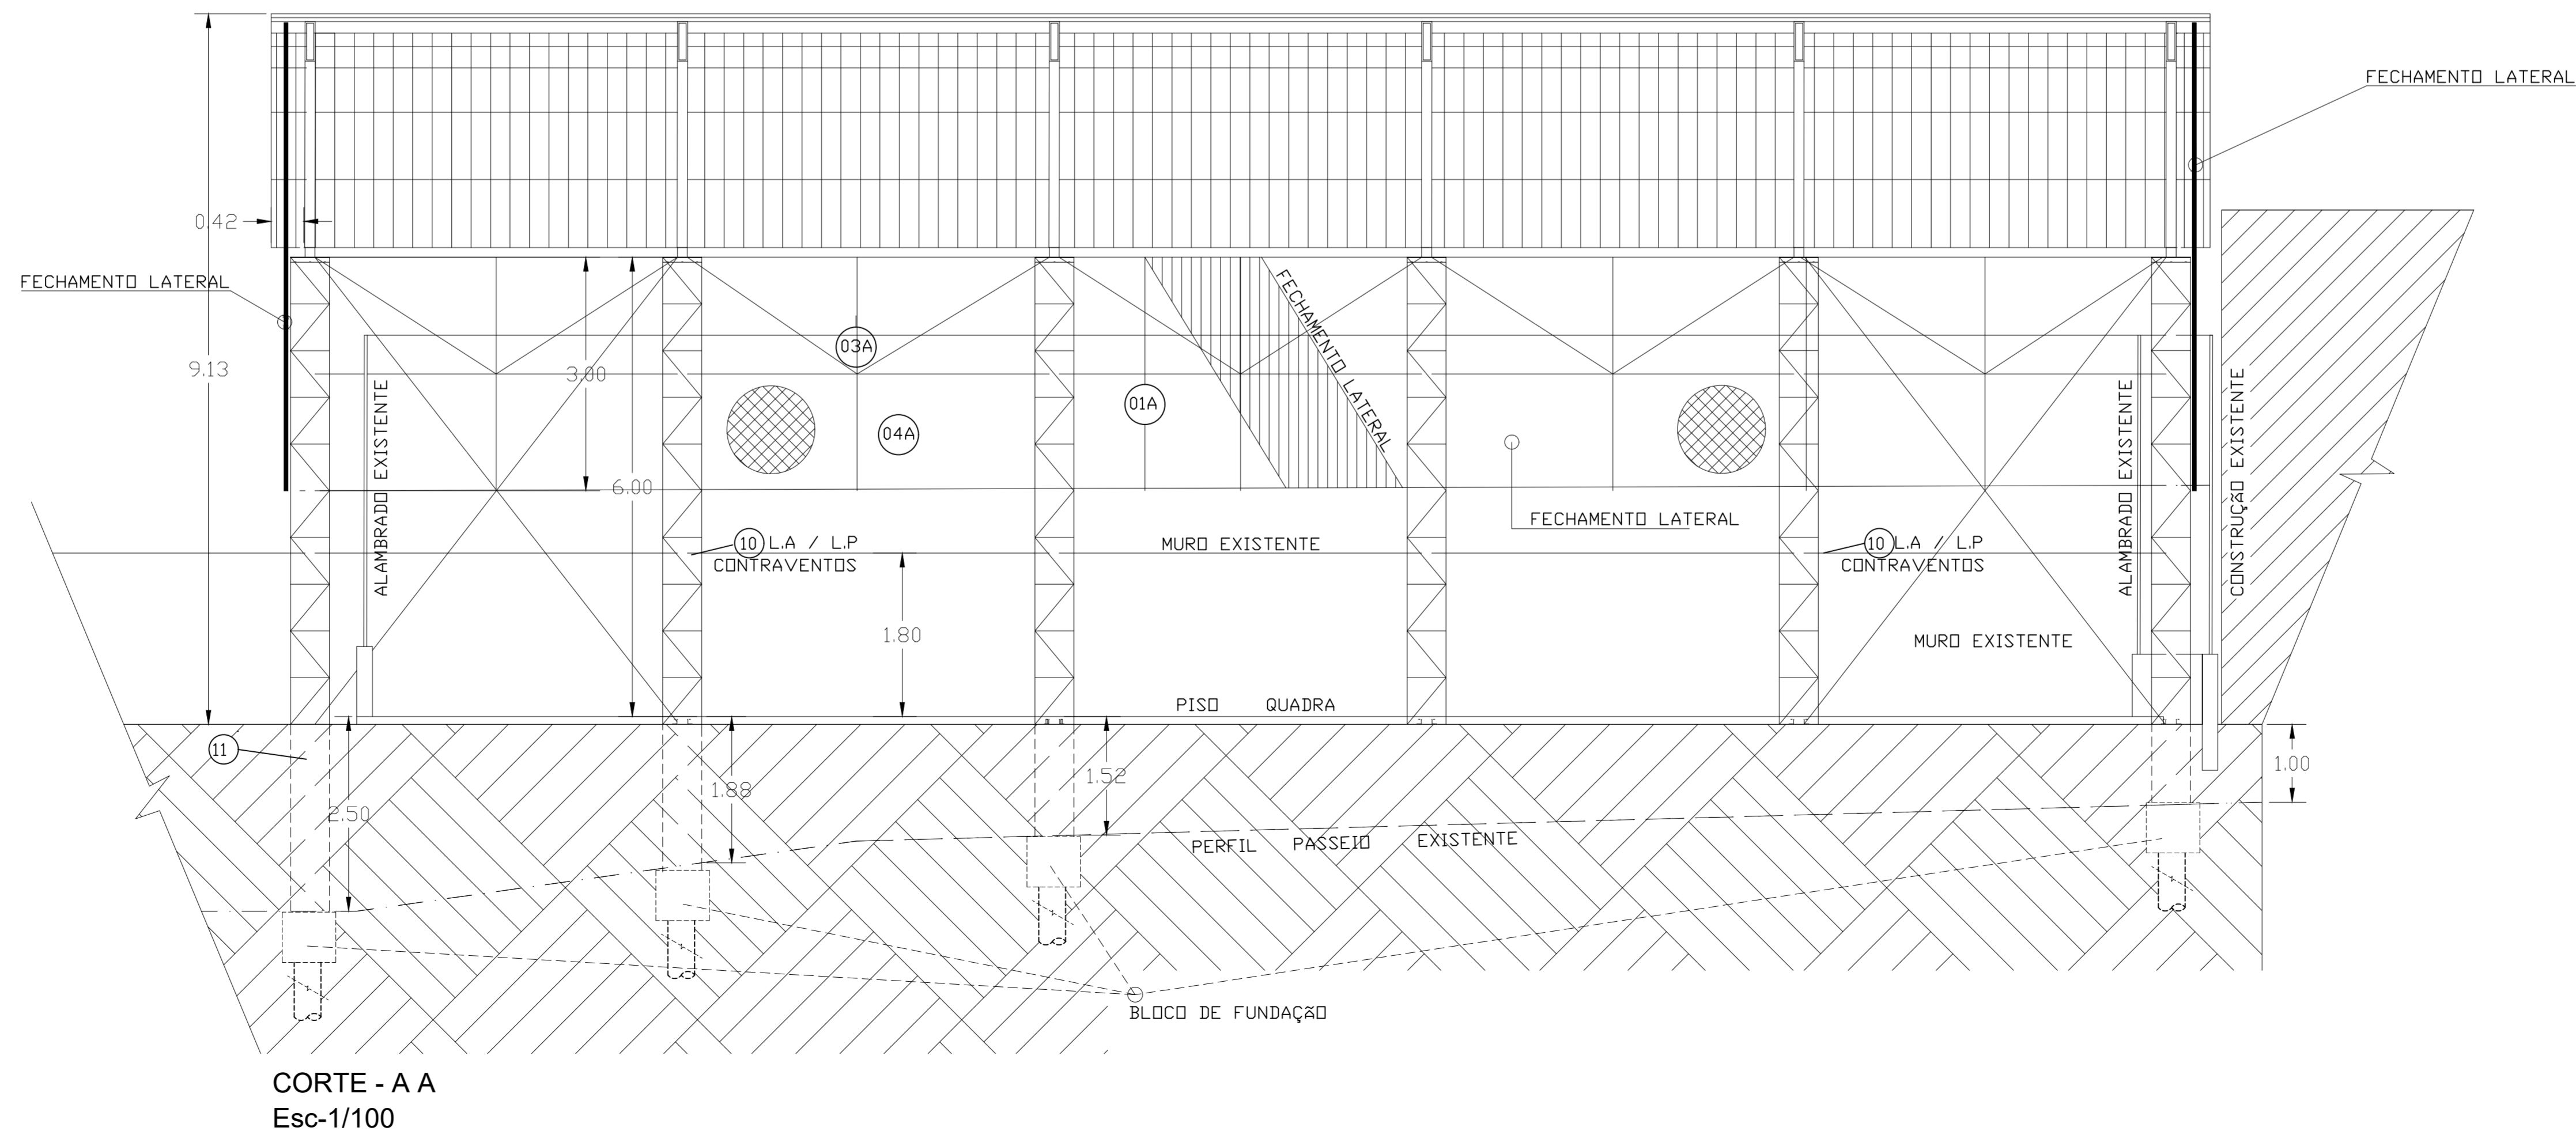 FECHAMENTO LATERAL
0.42
FECHAMENTO LATERAL
9.13
3.00
03A
FECHAMENTO LATERAL
01A
04A
ALAMBRADO EXISTENTE
ALAMBRADO EXISTENTE
CONSTRUÇÃO EXISTENTE
6.00
FECHAMENTO LATERAL
10 L.A / L.P
CONTRAVENTOS
MURO EXISTENTE
10 L.A / L.P
CONTRAVENTOS
1.80
MURO EXISTENTE
PISO QUADRA
11
2.50
1.88
1.52
1.00
PERFIL PASSEIO EXISTENTE
BLOCO DE FUNDAÇÃO
CORTE - A A
Esc-1/100